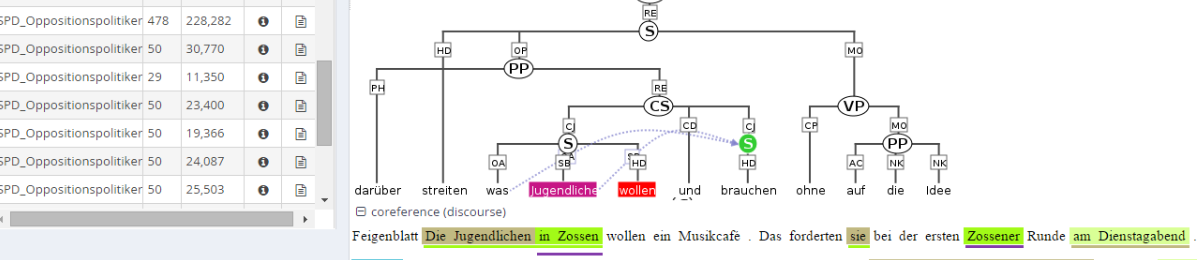 SPD_Oppositionspolitiker 478 228,282
SPD_Oppositionspolitiker 50 30,770
SPD_Oppositionspolitiker 29 11,350
SPD_Oppositionspolitiker 50 23,400
SPD_Oppositionspolitiker 50 19,366
SPD_Oppositionspolitiker 50 24,087
SPD_Oppositionspolitiker 50 25,503
RE
S
HD OP MO
PP
PH RE
CS VP
CJ CD CJ CP MO
S S PP
OA SB HD HD AC NK NK
darüber streiten was Jugendliche wollen und brauchen ohne auf die Idee
coreference (discourse)
Feigenblatt Die Jugendlichen in Zossen wollen ein Musikcafé . Das forderten sie bei der ersten Zossener Runde am Dienstagabend .